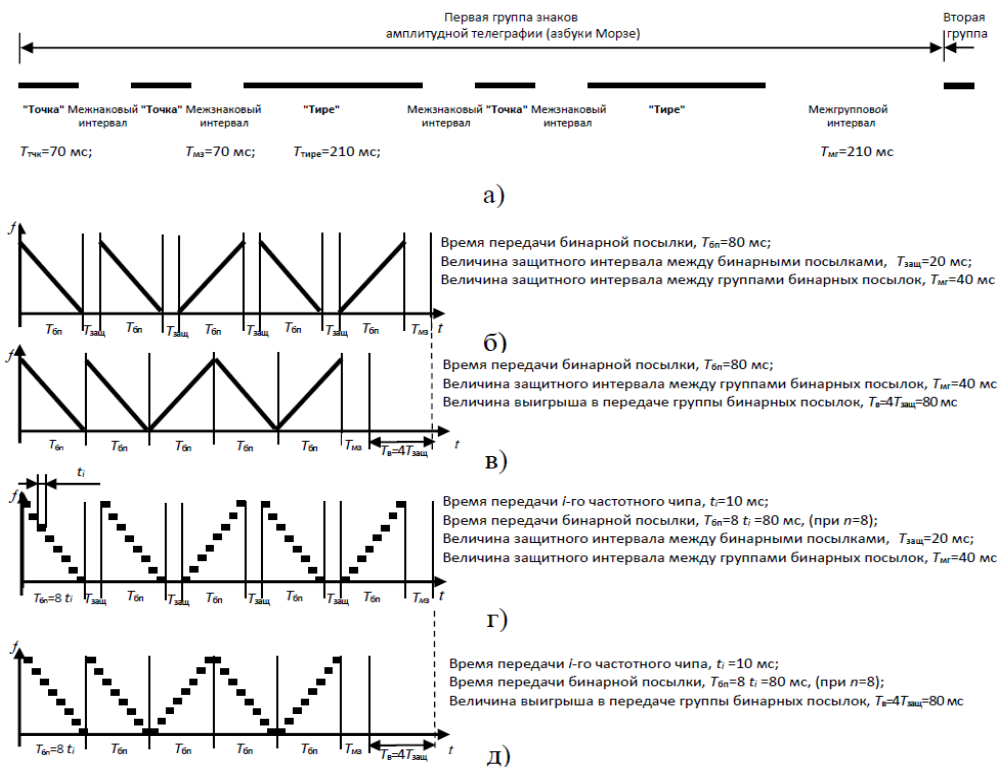 Первая группа знаков
амплитудной телеграфии (азбуки Морзе)
Вторая
группа
"Точка" Межнаковый "Точка" Межзнаковый "Тире" Межзнаковый "Точка" Межзнаковый "Тире" Межгрупповой
интервал интервал интервал интервал интервал
Tтчк=70 мс; Tмз=70 мс; Tтире=210 мс; Tмг=210 мс
а)
f
Время передачи бинарной посылки, Tбп=80 мс;
Величина защитного интервала между бинарными посылками, Tзащ=20 мс;
Величина защитного интервала между группами бинарных посылок, Tмг=40 мс
Tбп Tзащ Tбп Tзащ Tбп Tзащ Tбп Tзащ Tбп Tмз t
б)
f
Время передачи бинарной посылки, Tбп=80 мс;
Величина защитного интервала между группами бинарных посылок, Tмг=40 мс
Величина выигрыша в передаче группы бинарных посылок, Tв=4Tзащ=80 мс
Tбп Tбп Tбп Tбп Tбп Tмз Tв=4Tзащ t
в)
ti
f
Время передачи i-го частотного чипа, ti=10 мс;
Время передачи бинарной посылки, Tбп=8 ti =80 мс, (при n=8);
Величина защитного интервала между бинарными посылками, Tзащ=20 мс;
Величина защитного интервала между группами бинарных посылок, Tмг=40 мс
Tбп=8 ti Tзащ Tбп Tзащ Tбп Tзащ Tбп Tзащ Tбп Tмз t
г)
f
Время передачи i-го частотного чипа, ti =10 мс;
Время передачи бинарной посылки, Tбп=8 ti =80 мс, (при n=8);
Величина выигрыша в передаче группы бинарных посылок, Tв=4Tзащ=80 мс
Tбп=8 ti Tбп Tбп Tбп Tбп Tмз Tв=4Tзащ t
д)